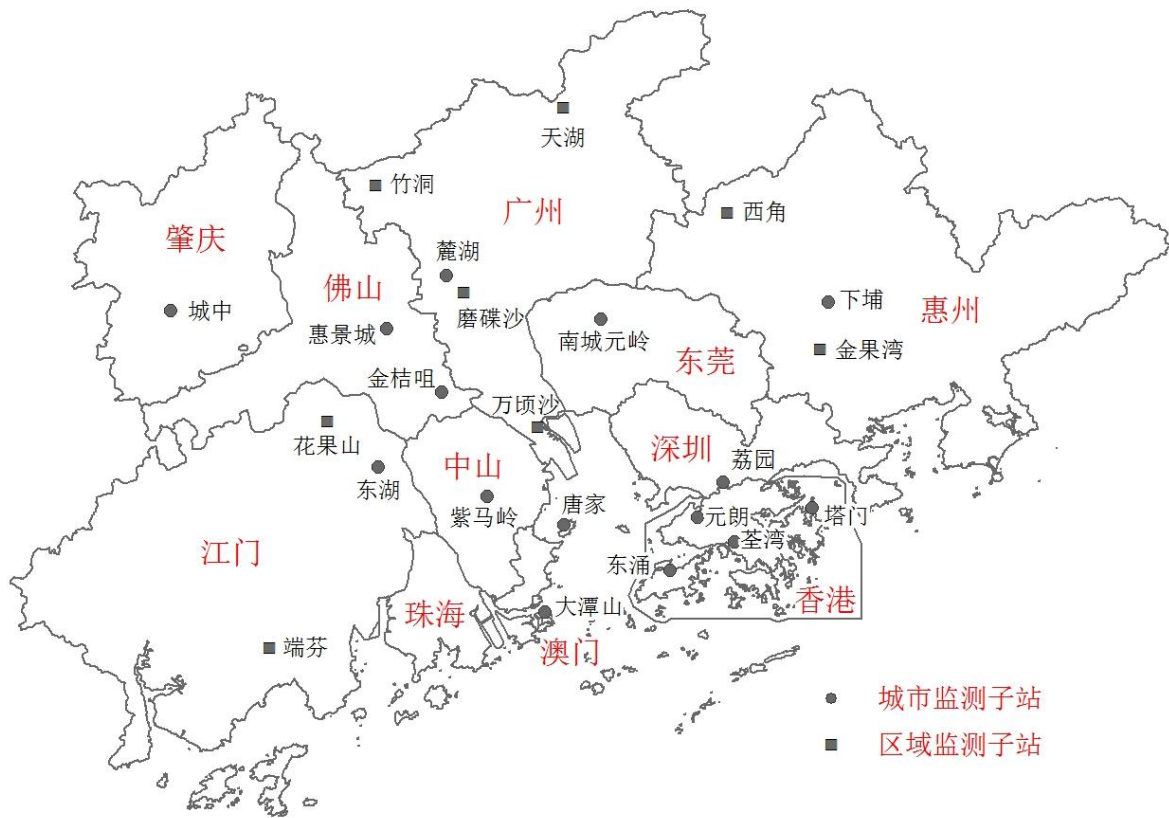 天湖
竹洞
广州
西角
肇庆
麓湖
佛山
城中
磨碟沙
下埔
惠州
惠景城
南城元岭
金果湾
东莞
金桔咀
万顷沙
花果山
深圳
荔园
中山
东湖
紫马岭
唐家
元朗
塔门
荃湾
江门
东涌
香港
珠海
大潭山
端芬
澳门
城市监测子站
区域监测子站